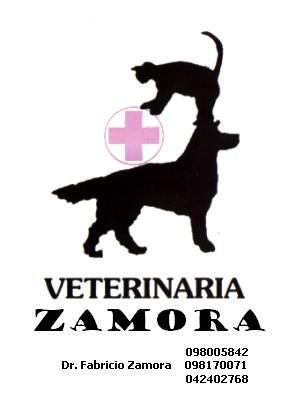 VETERINARIA
ZAMORA
098005842
Dr. Fabricio Zamora 098170071
042402768